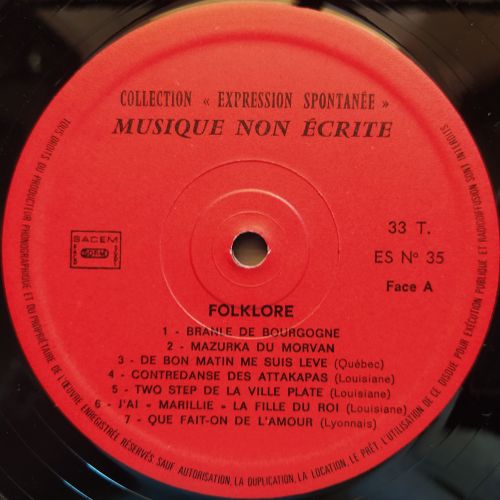 COLLECTION « EXPRESSION SPONTANÉE »
MUSIQUE NON ÉCRITE
33 T.
ES Nº 35
Face A
SACEM
FOLKLORE
1 - BRANLE DE BOURGOGNE
2 - MAZURKA DU MORVAN
3 - DE BON MATIN ME SUIS LEVE (Québec)
4 - CONTREDANSE DES ATTAKAPAS (Louisiane)
5 - TWO STEP DE LA VILLE PLATE (Louisiane)
6 - J'AI « MARILLIE » LA FILLE DU ROI (Louisiane)
7 - QUE FAIT-ON DE L'AMOUR (Lyonnais)
TOUS DROITS DU PRODUCTEUR PHONOGRAPHIQUE ET DU PROPRIÉTAIRE DE L'ŒUVRE ENREGISTRÉE RÉSERVÉS SAUF AUTORISATION, LA DUPLICATION, LA LOCATION, LE PRÊT, L'UTILISATION DE CE DISQUE POUR EXÉCUTION PUBLIQUE ET RADIODIFFUSION SONT INTERDITS